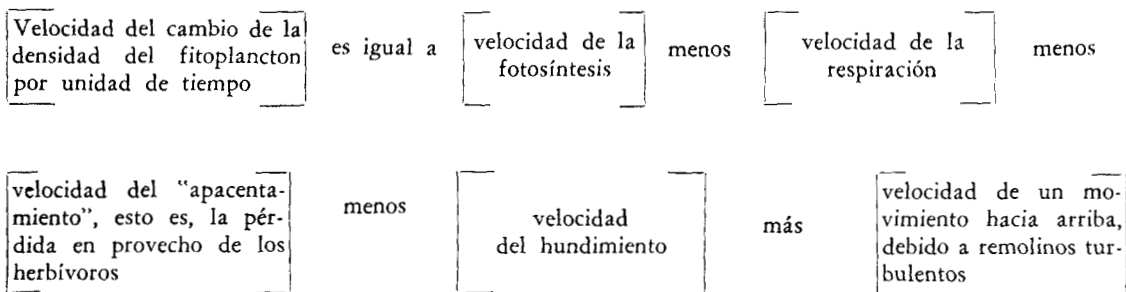 Velocidad del cambio de la
densidad del fitoplancton
por unidad de tiempo
es igual a
velocidad de la
fotosíntesis
menos
velocidad de la
respiración
menos
velocidad del "apacenta-
miento", esto es, la pér-
dida en provecho de los
herbívoros
menos
velocidad
del hundimiento
más
velocidad de un mo-
vimiento hacia arriba,
debido a remolinos tur-
bulentos